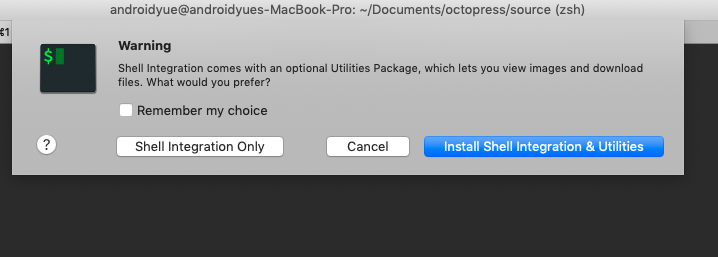 androidyue@androidyues-MacBook-Pro: ~/Documents/octopress/source (zsh)
⌘1
$
Warning
Shell Integration comes with an optional Utilities Package, which lets you view images and download
files. What would you prefer?
Remember my choice
?
Shell Integration Only
Cancel
Install Shell Integration & Utilities